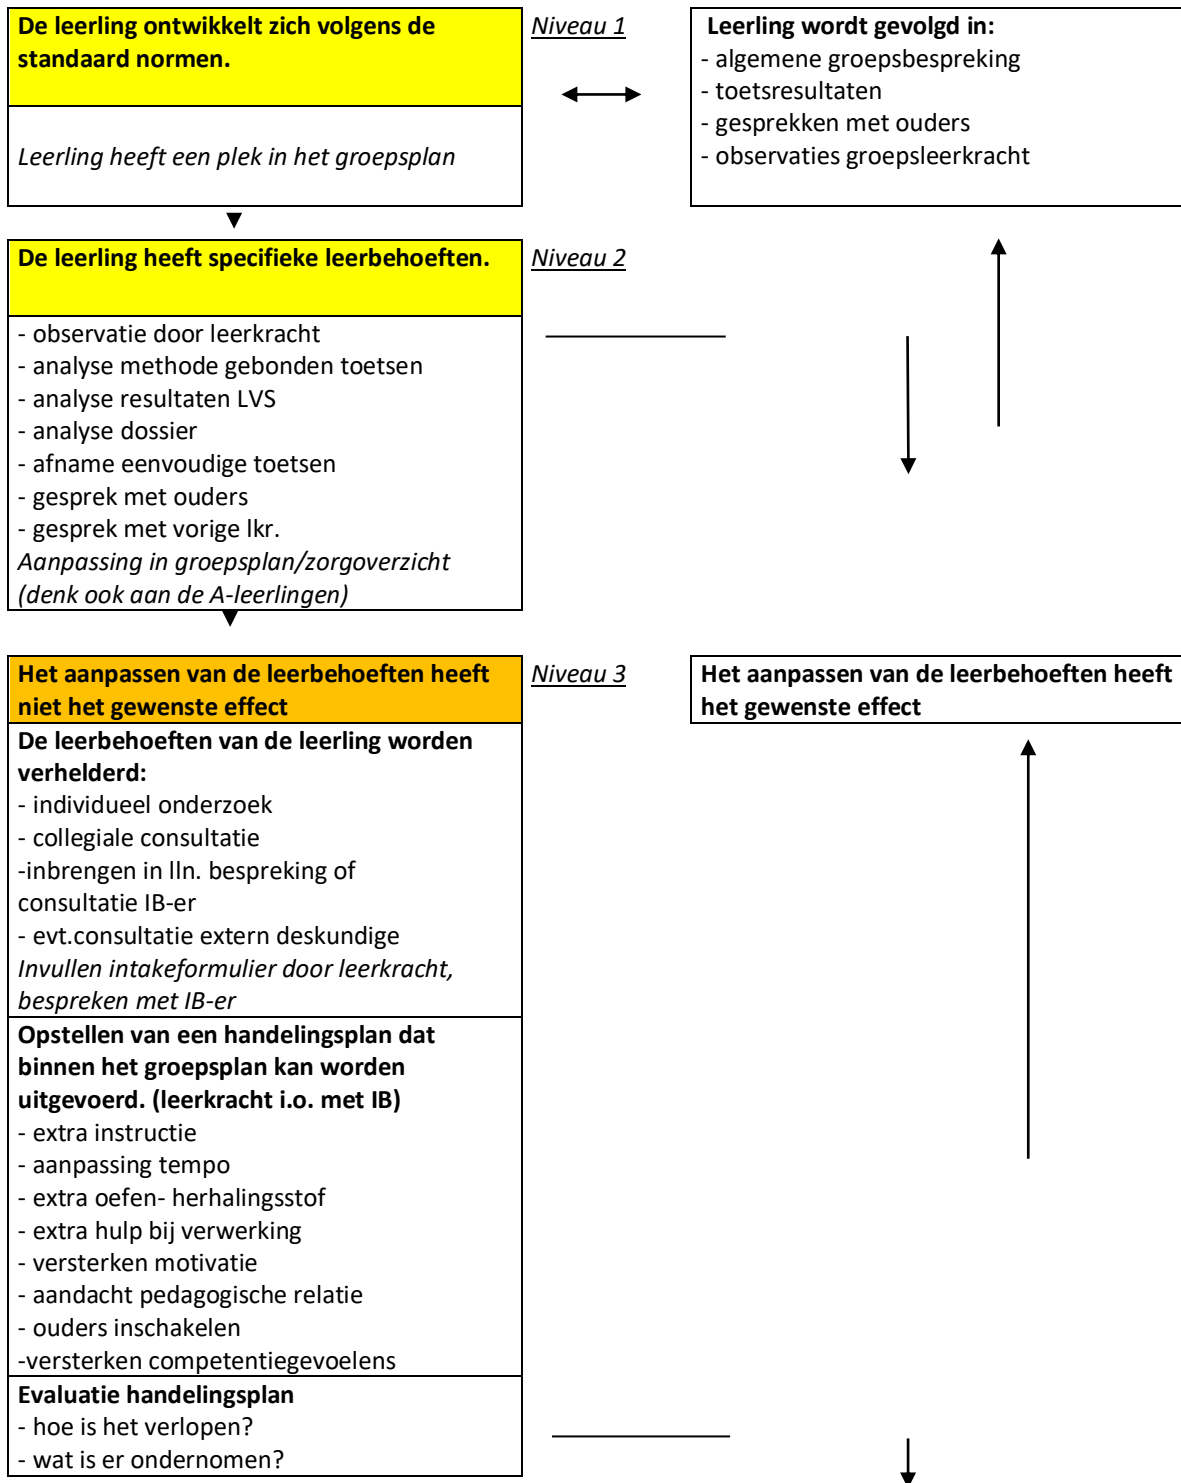 De leerling ontwikkelt zich volgens de
standaard normen.
Leerling heeft een plek in het groepsplan
Niveau 1
Leerling wordt gevolgd in:
- algemene groepsbespreking
- toetsresultaten
- gesprekken met ouders
- observaties groepsleerkracht
De leerling heeft specifieke leerbehoeften.
Niveau 2
- observatie door leerkracht
- analyse methode gebonden toetsen
- analyse resultaten LVS
- analyse dossier
- afname eenvoudige toetsen
- gesprek met ouders
- gesprek met vorige lkr.
Aanpassing in groepsplan/zorgoverzicht
(denk ook aan de A-leerlingen)
Het aanpassen van de leerbehoeften heeft
niet het gewenste effect
Niveau 3
Het aanpassen van de leerbehoeften heeft
het gewenste effect
De leerbehoeften van de leerling worden
verhelderd:
- individueel onderzoek
- collegiale consultatie
-inbrengen in lln. bespreking of
consultatie IB-er
- evt.consultatie extern deskundige
Invullen intakeformulier door leerkracht,
bespreken met IB-er
Opstellen van een handelingsplan dat
binnen het groepsplan kan worden
uitgevoerd. (leerkracht i.o. met IB)
- extra instructie
- aanpassing tempo
- extra oefen- herhalingsstof
- extra hulp bij verwerking
- versterken motivatie
- aandacht pedagogische relatie
- ouders inschakelen
-versterken competentiegevoelens
Evaluatie handelingsplan
- hoe is het verlopen?
- wat is er ondernomen?